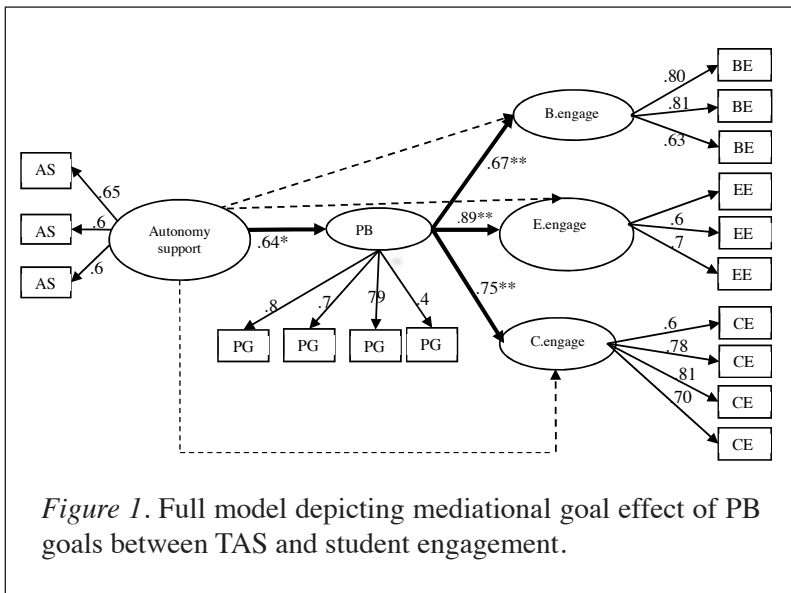 .80
BE
.81
BE
B.engage
.63
BE
AS
.65
.67**
EE
AS
.6
Autonomy
support
.64*
PB
.89**
E.engage
.6
EE
AS
.6
.7
EE
.75**
.8
.7
79
.4
PG
PG
PG
PG
C.engage
.6
CE
.78
CE
.81
CE
.70
CE
Figure 1. Full model depicting mediational goal effect of PB
goals between TAS and student engagement.